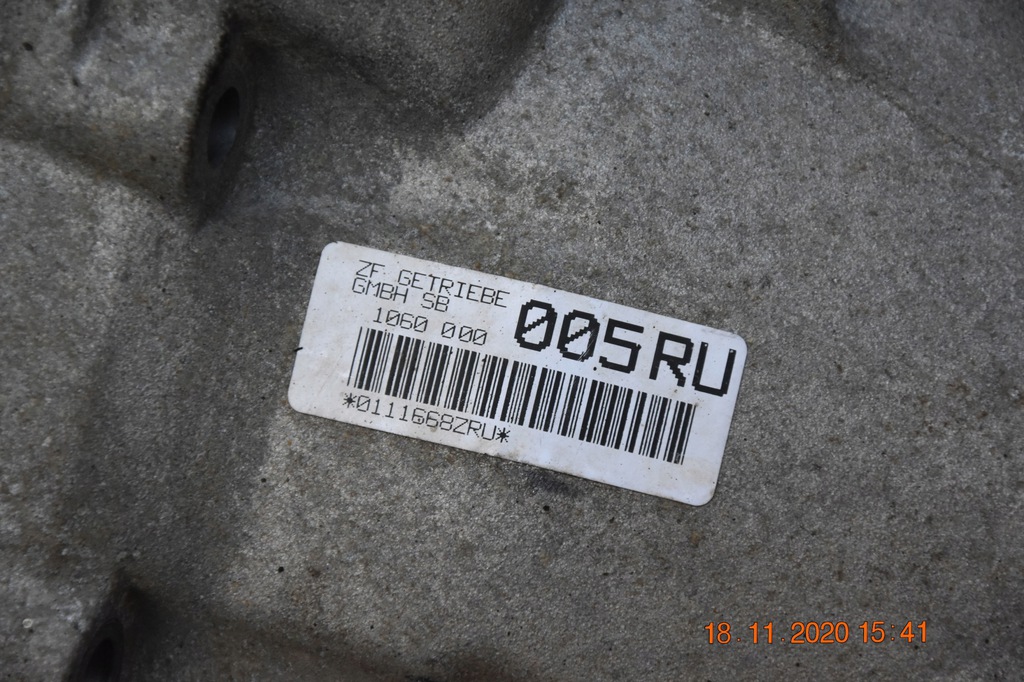 ZF GETRIEBE
GMBH SB
1060 000
005RU
*0111668ZRU*
18.11.2020 15:41